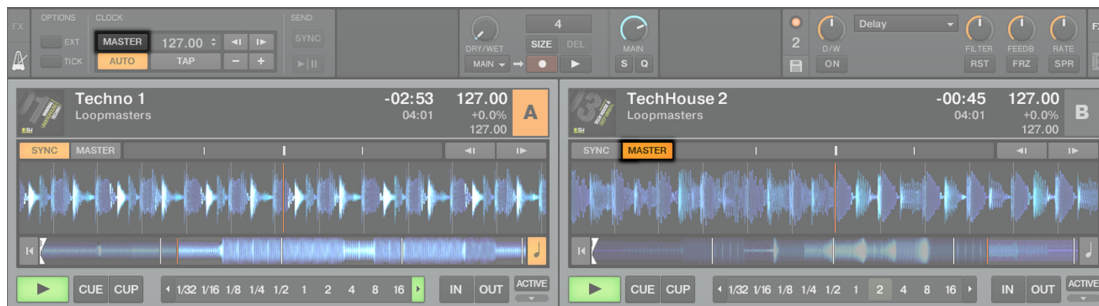 FX OPTIONS CLOCK SEND
EXT MASTER 127.00 SYNC
TICK AUTO TAP - +
DRY/WET 4 MAIN
SIZE DEL
MAIN S Q
2 D/W Delay FILTER FEEDB RATE
ON RST FRZ SPR
Techno 1 -02:53 127.00 A
Loopmasters 04:01 +0.0%
127.00
SYNC MASTER
CUE CUP 1/32 1/16 1/8 1/4 1/2 1 2 4 8 16 IN OUT ACTIVE
TechHouse 2 -00:45 127.00 B
Loopmasters 04:01 +0.0%
127.00
SYNC MASTER
CUE CUP 1/32 1/16 1/8 1/4 1/2 1 2 4 8 16 IN OUT ACTIVE